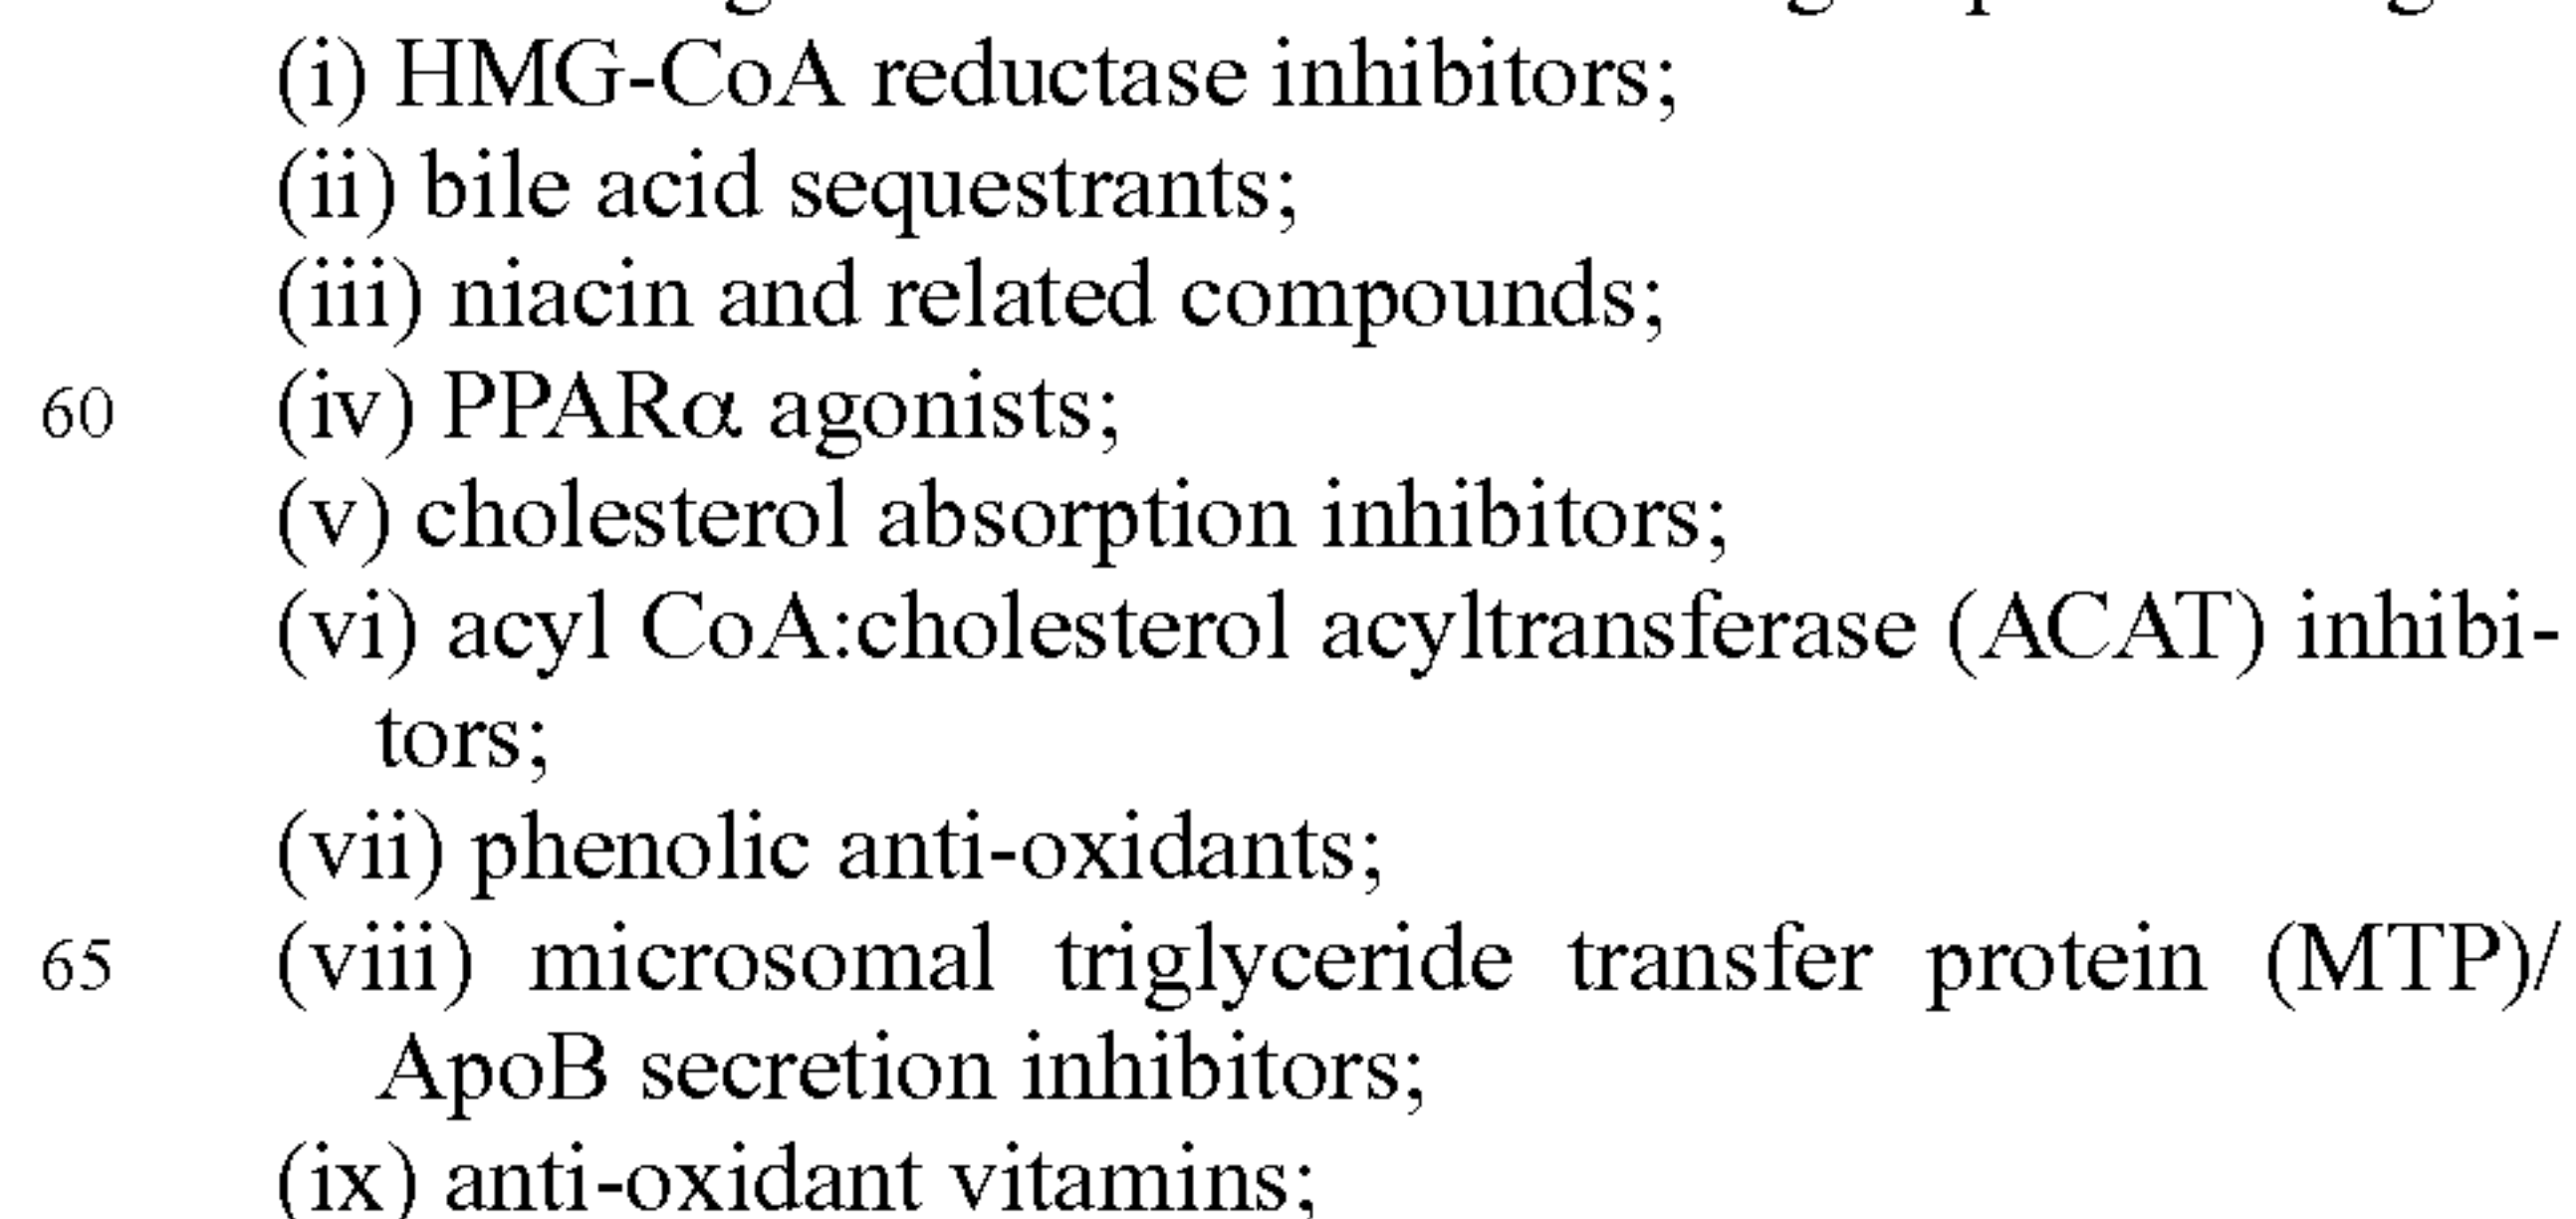 (i) HMG-CoA reductase inhibitors;
(ii) bile acid sequestrants;
(iii) niacin and related compounds;
60 (iv) PPARα agonists;
(v) cholesterol absorption inhibitors;
(vi) acyl CoA:cholesterol acyltransferase (ACAT) inhibi-
tors;
(vii) phenolic anti-oxidants;
65 (viii) microsomal triglyceride transfer protein (MTP)/
ApoB secretion inhibitors;
(ix) anti-oxidant vitamins;